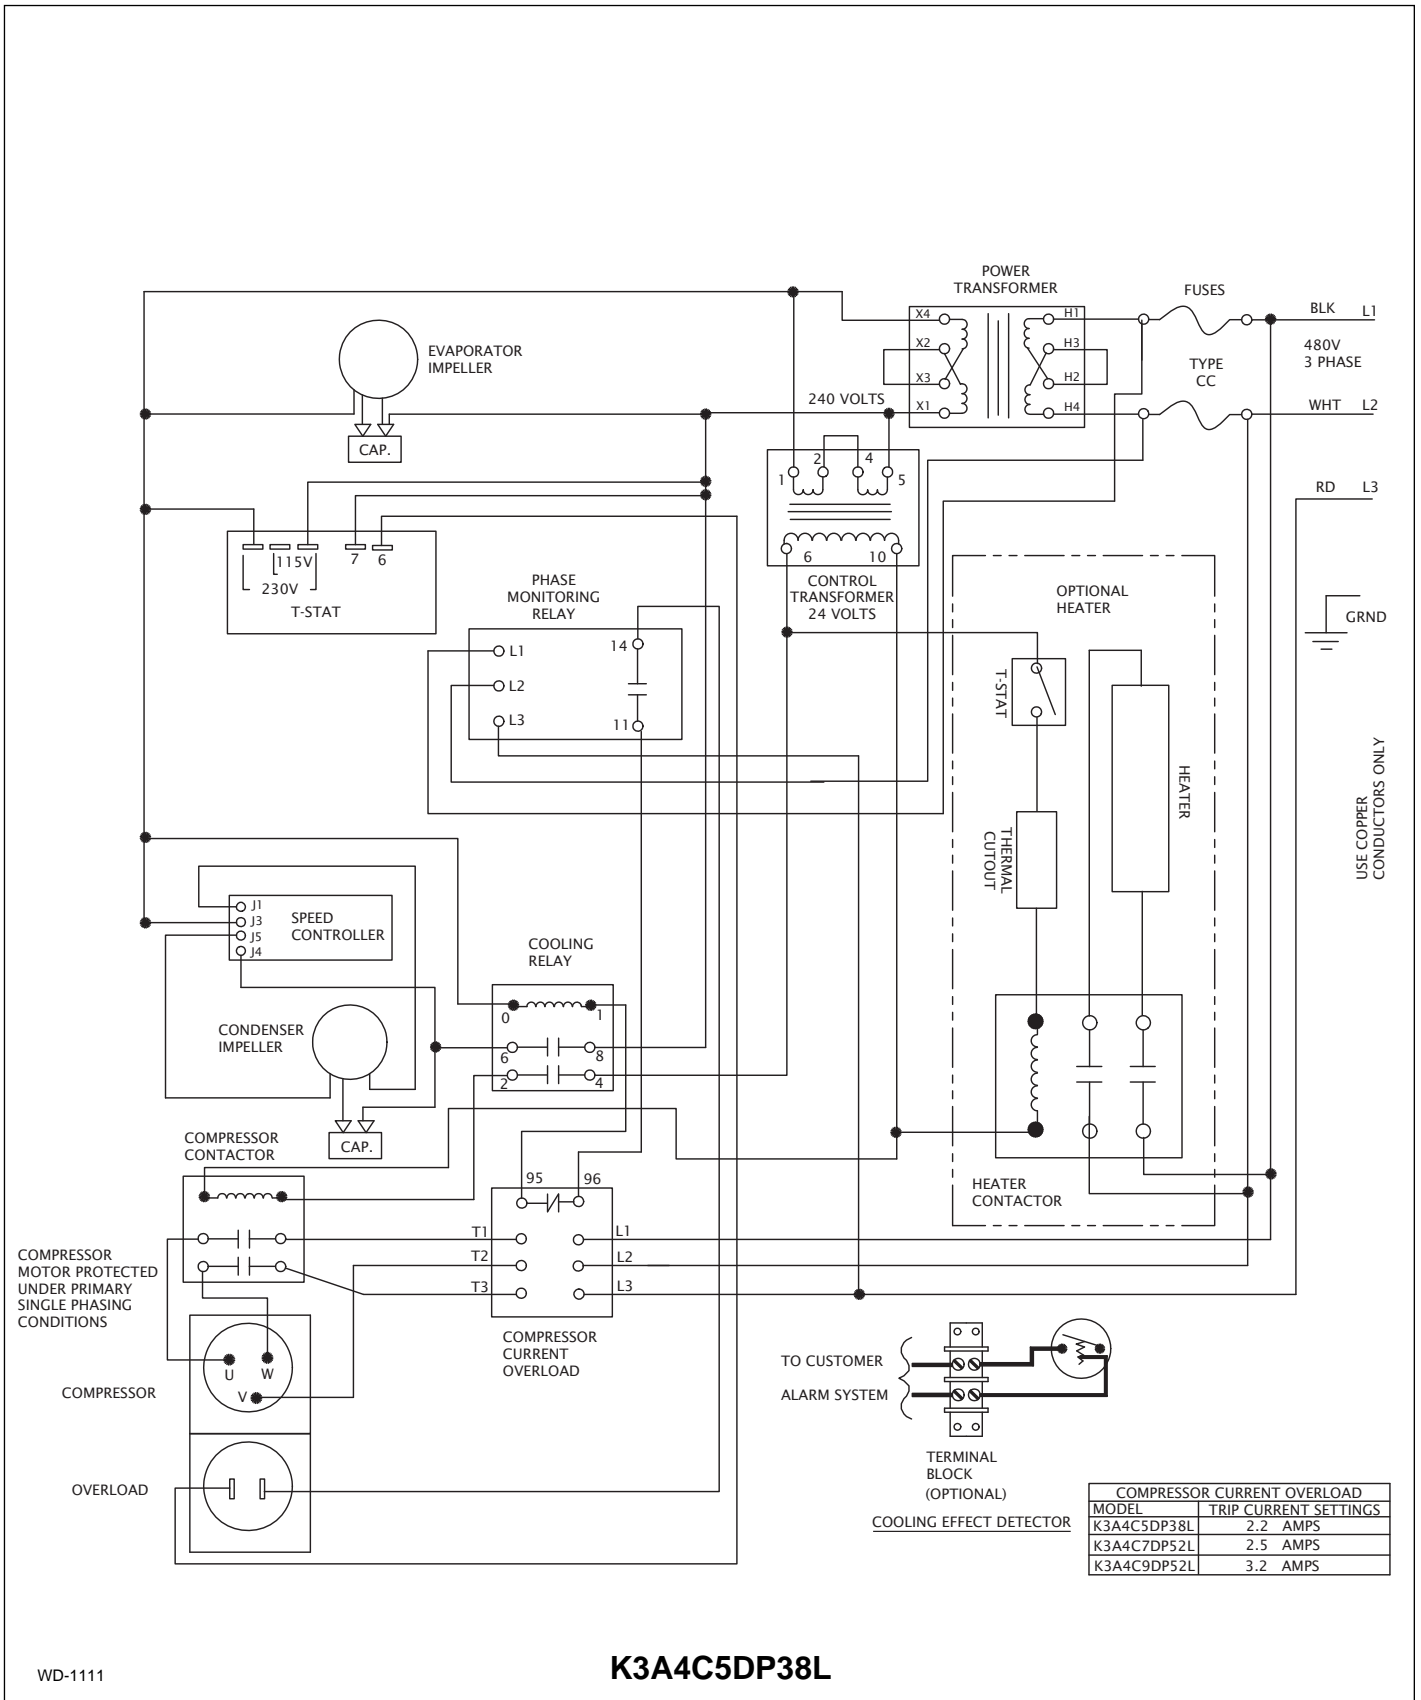 POWER
TRANSFORMER
FUSES
BLK L1
X4
H1
480V
3 PHASE
EVAPORATOR
IMPELLER
X2
H3
TYPE
CC
X3
H2
240 VOLTS
X1
H4
WHT L2
CAP.
2 4
1 5
RD L3
115V
7 6
230V
T-STAT
6 10
CONTROL
TRANSFORMER
24 VOLTS
PHASE
MONITORING
RELAY
OPTIONAL
HEATER
GRND
L1
14
L2
L3
11
T-STAT
HEATER
THERMAL
CUTOUT
USE COPPER
CONDUCTORS ONLY
J1
J3
J5
J4
SPEED
CONTROLLER
COOLING
RELAY
0 1
6 8
2 4
CONDENSER
IMPELLER
CAP.
COMPRESSOR
CONTACTOR
95 96
HEATER
CONTACTOR
T1 L1
T2 L2
T3 L3
COMPRESSOR
MOTOR PROTECTED
UNDER PRIMARY
SINGLE PHASING
CONDITIONS
COMPRESSOR
CURRENT
OVERLOAD
U W
V
COMPRESSOR
OVERLOAD
TO CUSTOMER
ALARM SYSTEM
TERMINAL
BLOCK
(OPTIONAL)
COOLING EFFECT DETECTOR
COMPRESSOR CURRENT OVERLOAD
MODEL TRIP CURRENT SETTINGS
K3A4C5DP38L 2.2 AMPS
K3A4C7DP52L 2.5 AMPS
K3A4C9DP52L 3.2 AMPS
WD-1111
K3A4C5DP38L